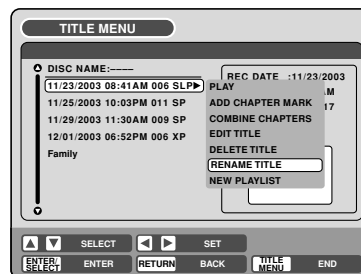 TITLE MENU
DISC NAME:----
REC DATE :11/23/2003
11/23/2003 08:41AM 006 SLP
11/25/2003 10:03PM 011 SP
11/29/2003 11:30AM 009 SP
12/01/2003 06:52PM 006 XP
Family
PLAY
ADD CHAPTER MARK
COMBINE CHAPTERS
EDIT TITLE
DELETE TITLE
RENAME TITLE
NEW PLAYLIST
AM
17
SELECT SET
ENTER/SELECT ENTER RETURN BACK TITLE MENU END